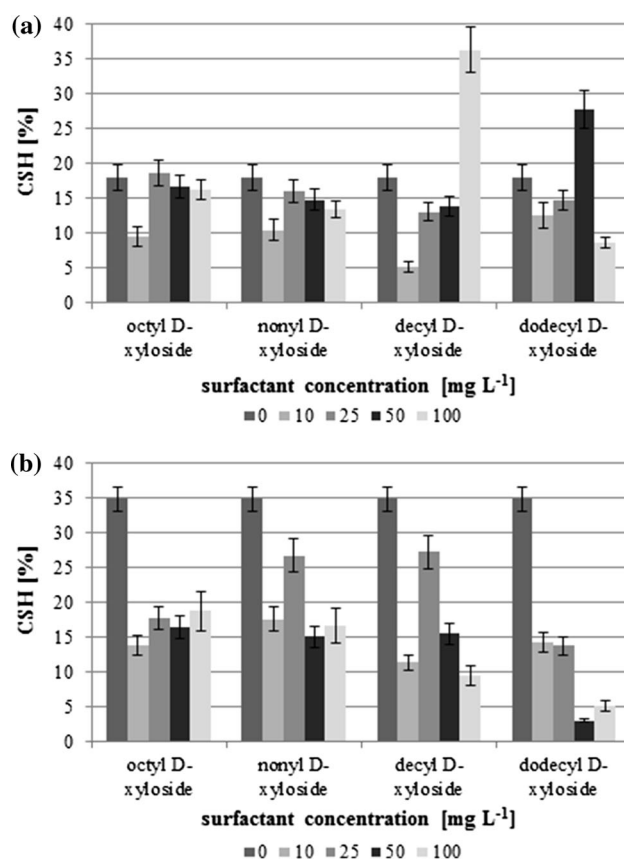 (a)
40
35
30
25
20
15
10
5
0
CSH [%]
octyl D-
xyloside
nonyl D-
xyloside
decyl D-
xyloside
dodecyl D-
xyloside
surfactant concentration [mg L⁻¹]
0 10 25 50 100
(b)
40
35
30
25
20
15
10
5
0
CSH [%]
octyl D-
xyloside
nonyl D-
xyloside
decyl D-
xyloside
dodecyl D-
xyloside
surfactant concentration [mg L⁻¹]
0 10 25 50 100